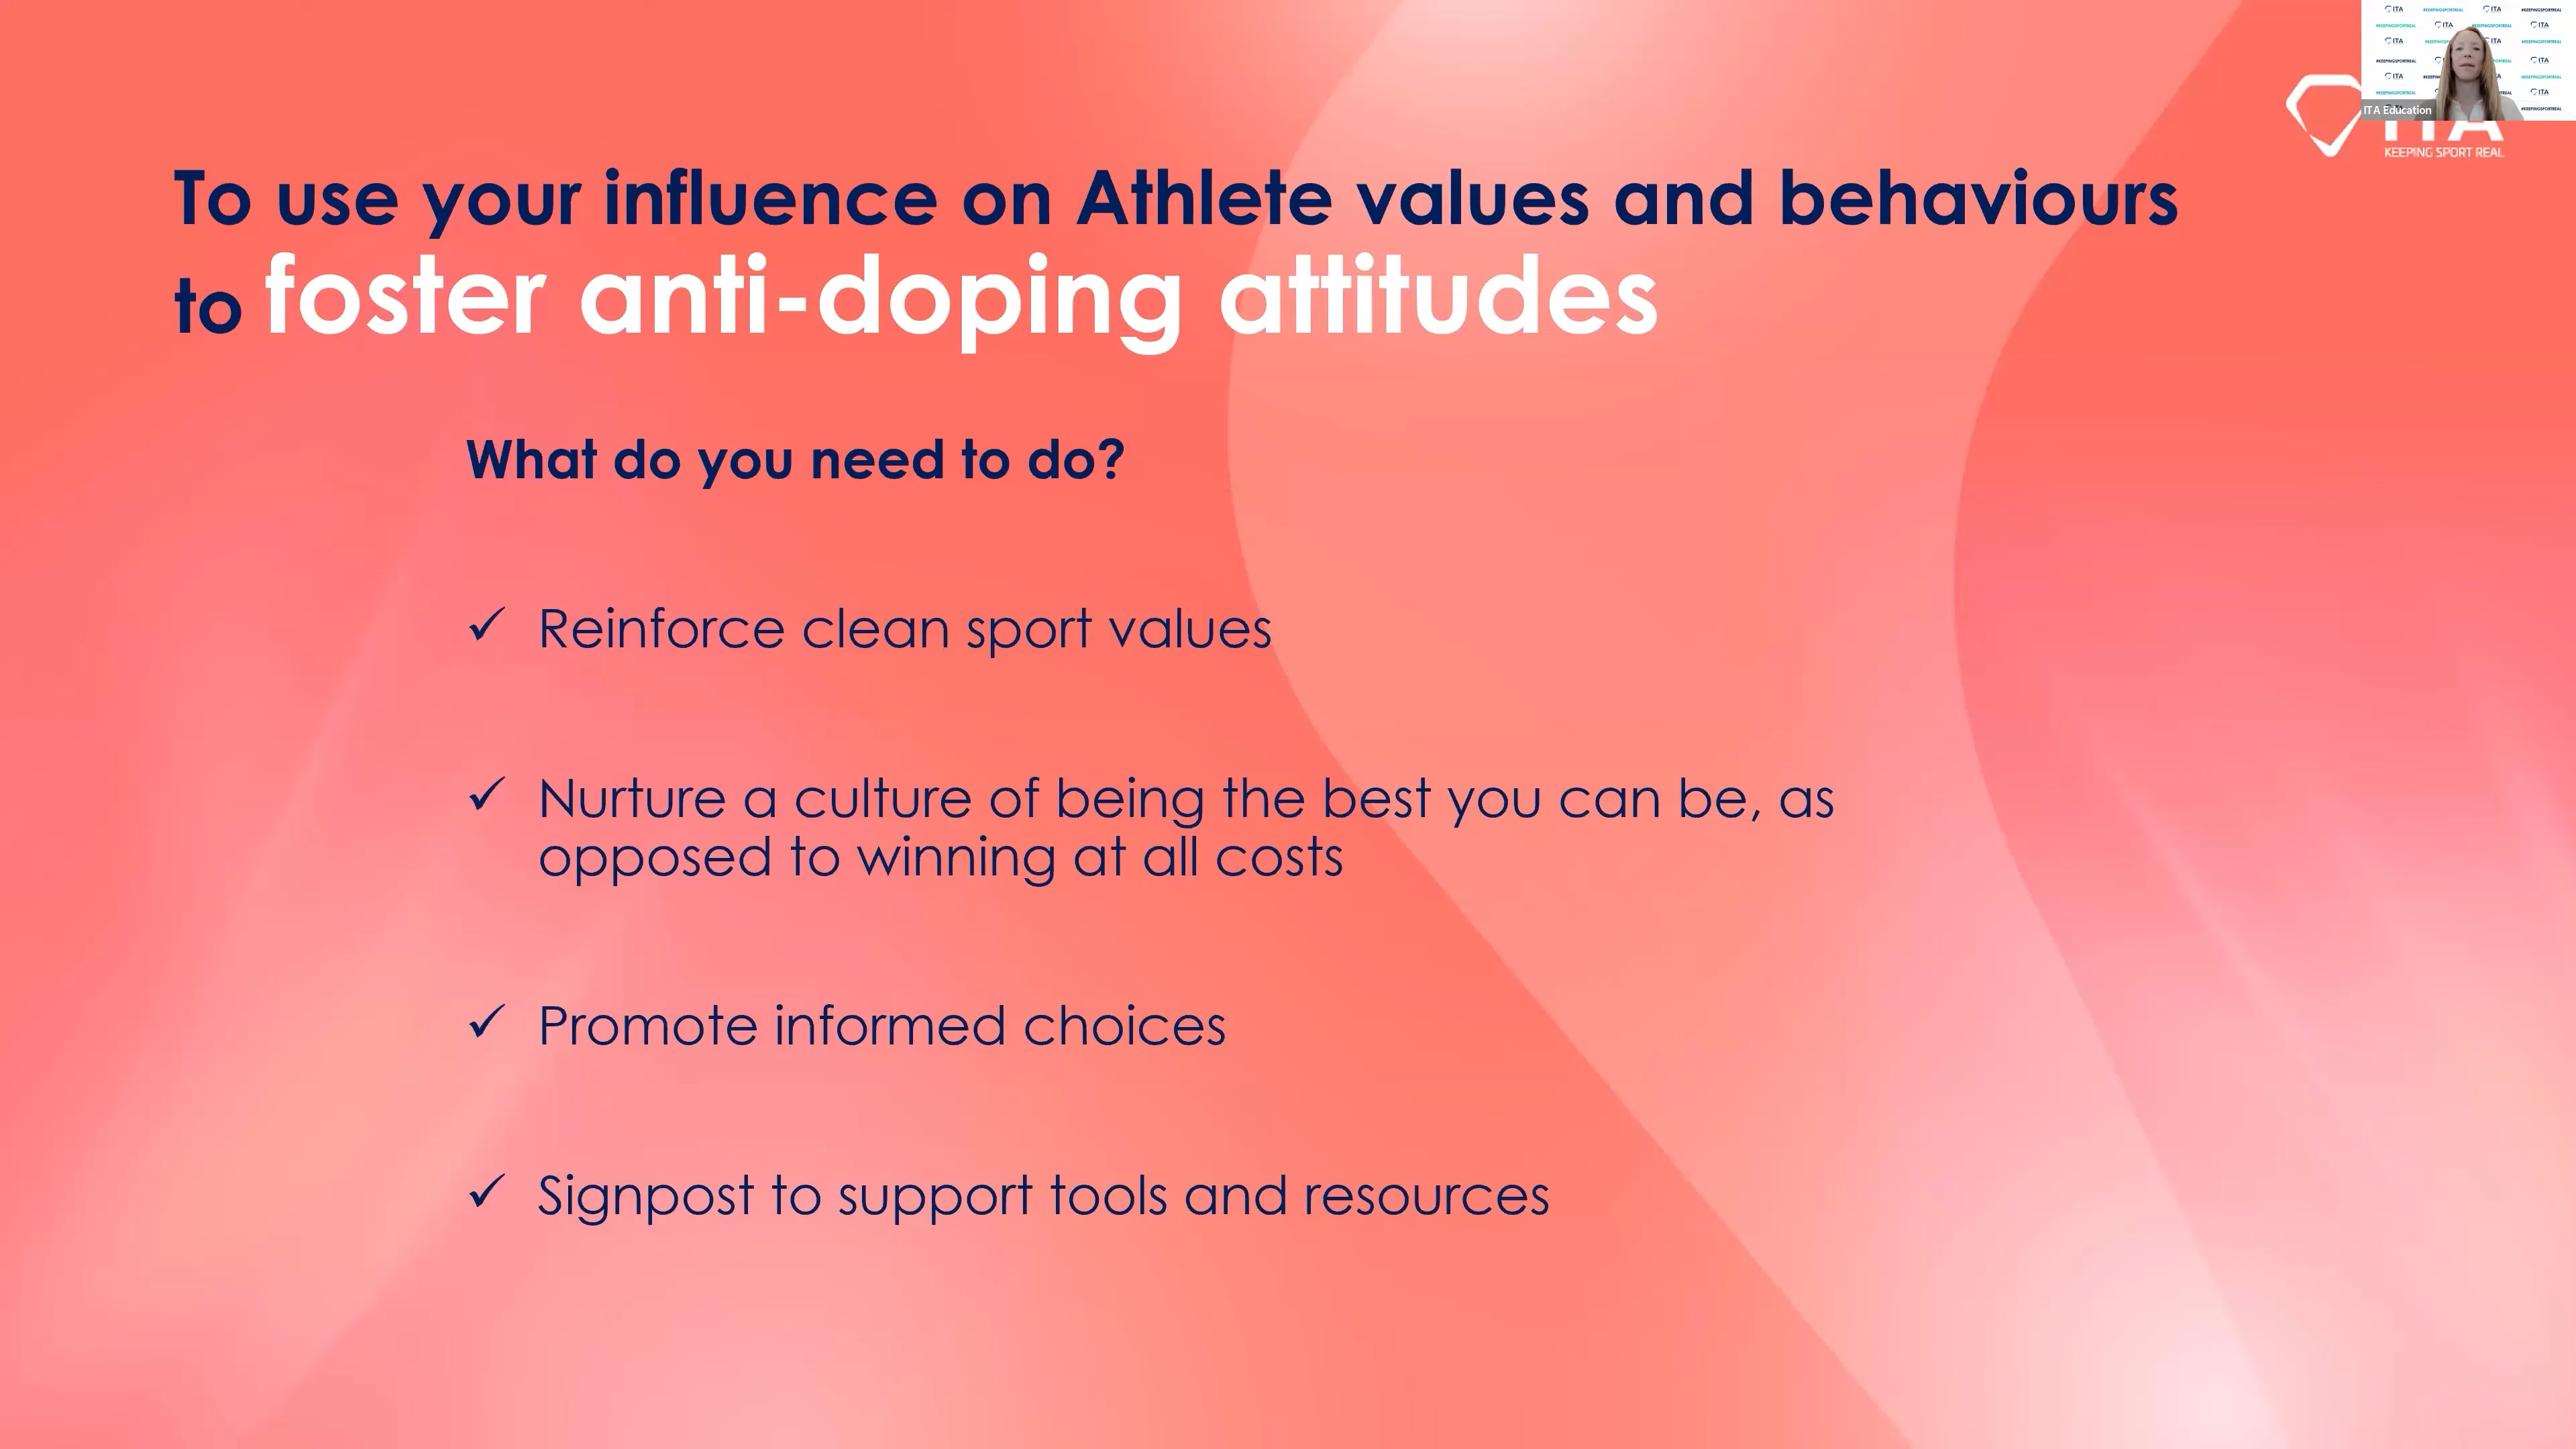 To use your influence on Athlete values and behaviours
to foster anti-doping attitudes
What do you need to do?
✓ Reinforce clean sport values
✓ Nurture a culture of being the best you can be, as
opposed to winning at all costs
✓ Promote informed choices
✓ Signpost to support tools and resources
ITA
KEEPING SPORT REAL
ITA Education